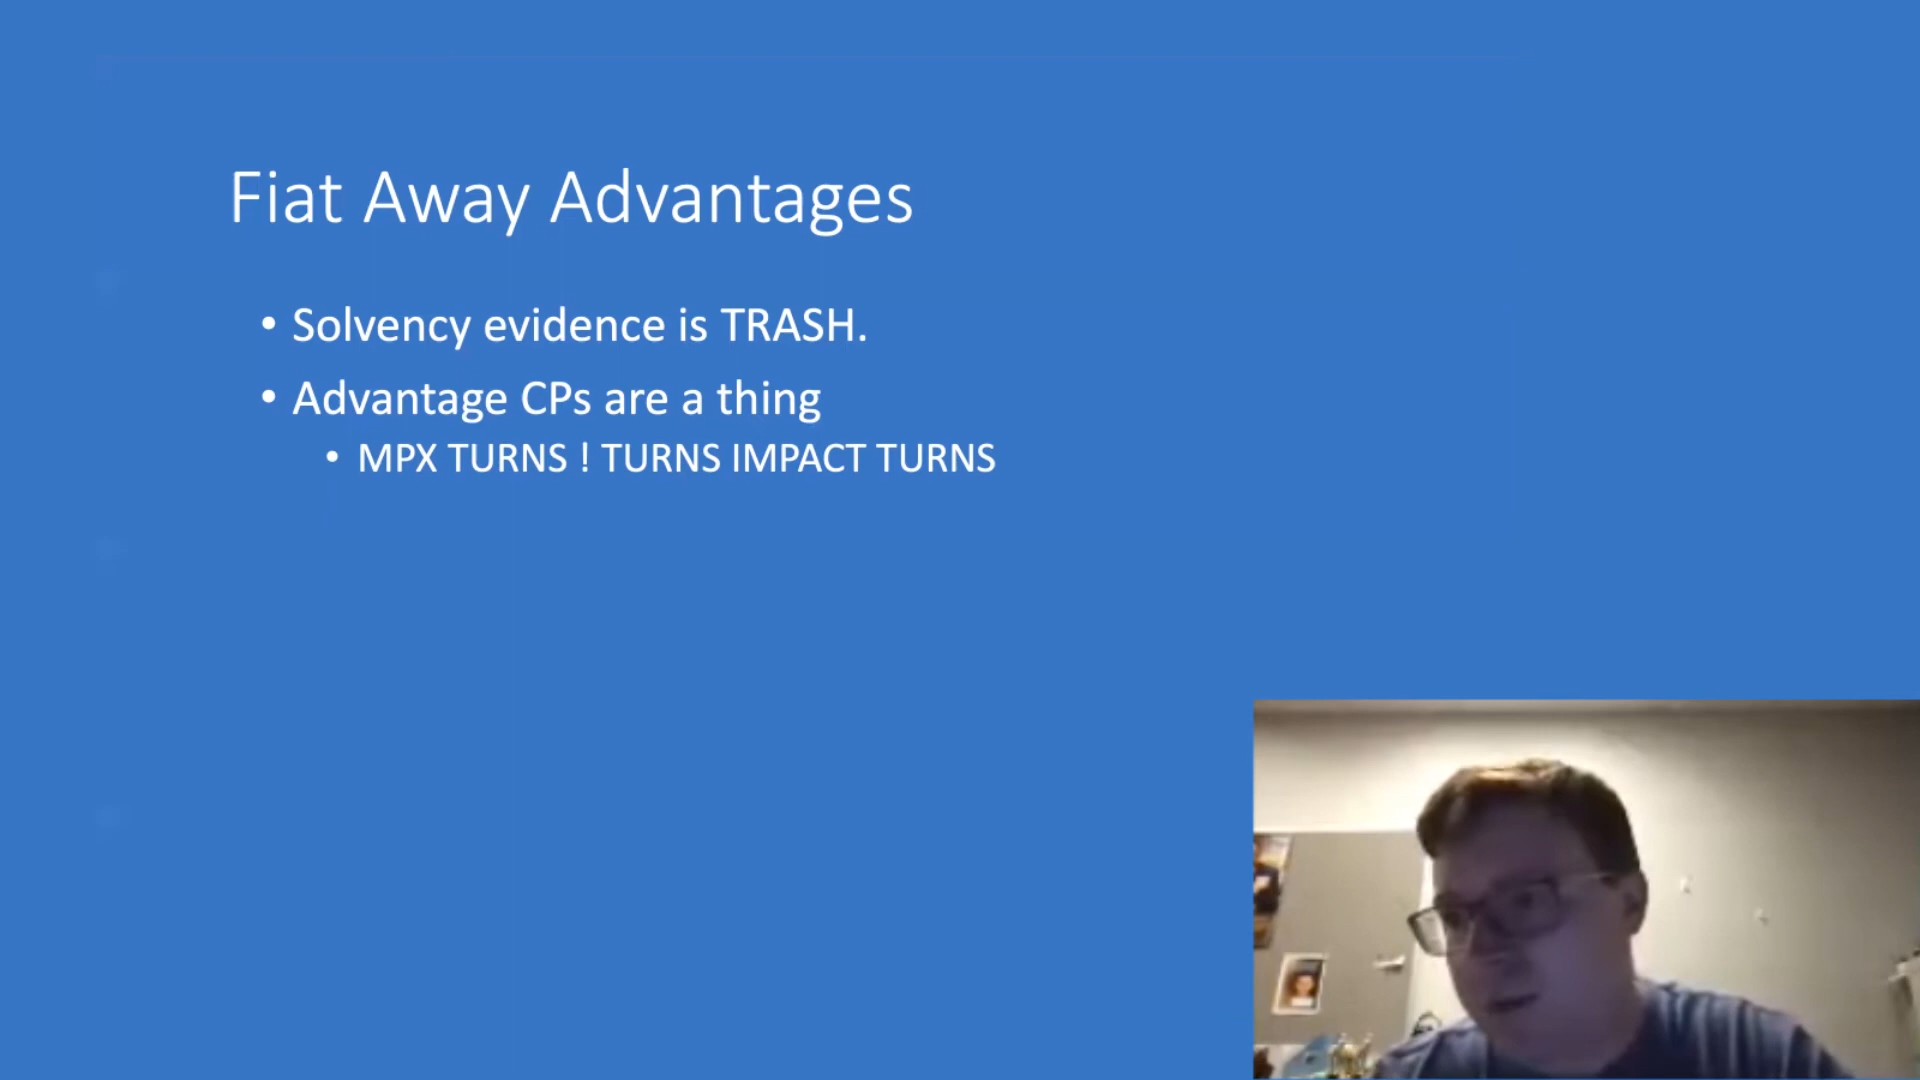 Fiat Away Advantages
• Solvency evidence is TRASH.
• Advantage CPs are a thing
• MPX TURNS ! TURNS IMPACT TURNS